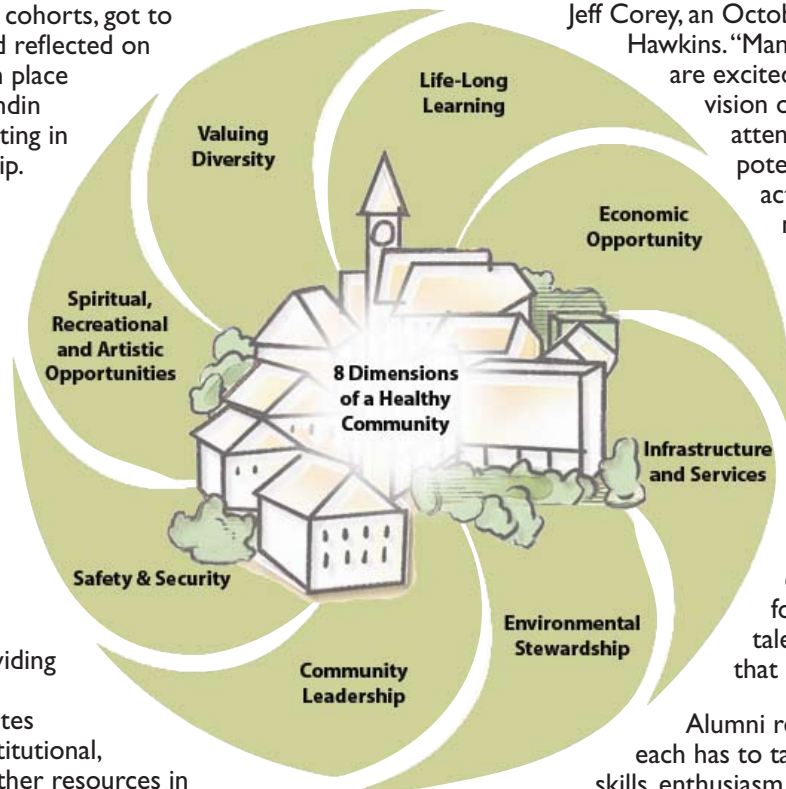 cohorts, got to
reflected on
place
ting in
Jeff Corey, an Octob
Hawkins. “Man
are excited
vision o
atten
pote
act
Life-Long
Learning
Valuing
Diversity
Economic
Opportunity
Spiritual,
Recreational
and Artistic
Opportunities
8 Dimensions
of a Healthy
Community
Infrastructure
and Services
Safety & Security
Environmental
Stewardship
Community
Leadership
viding
tes
titutional,
ther resources in
fo
tale
that
Alumni re
each has to ta
skills, enthusiasm